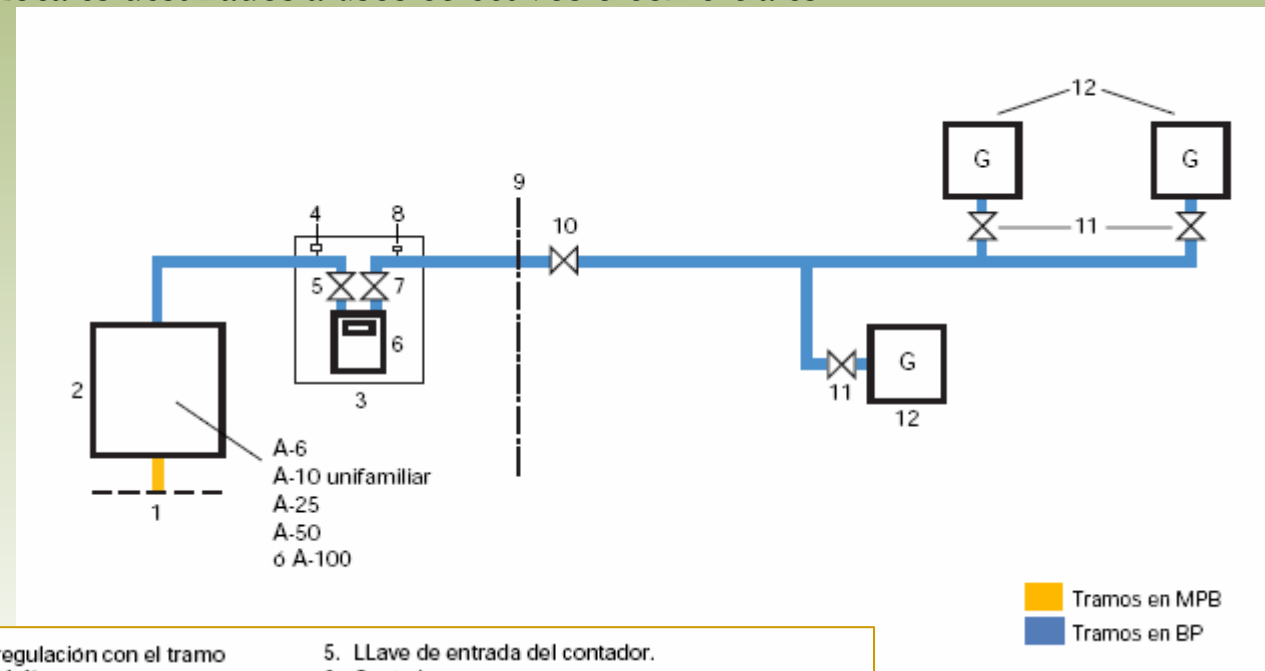 12
G
G
9
4
8
10
11
5
7
6
G
2
3
11
12
A-6
A-10 unifamiliar
A-25
A-50
ó A-100
1
Tramos en MPB
Tramos en BP
regulación con el tramo
5. LLave de entrada del contador.